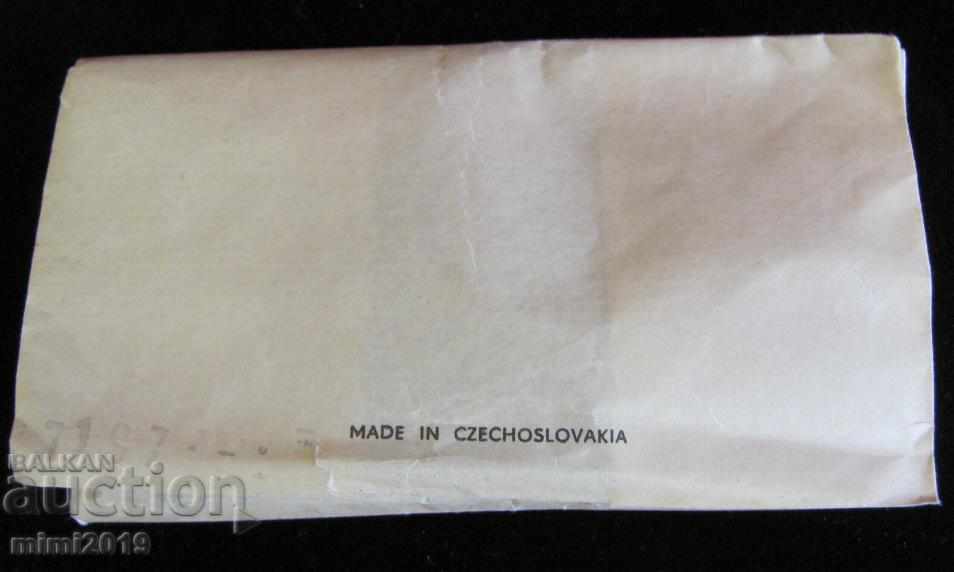 MADE IN CZECHOSLOVAKIA
BALKAN
auction
mimi2019